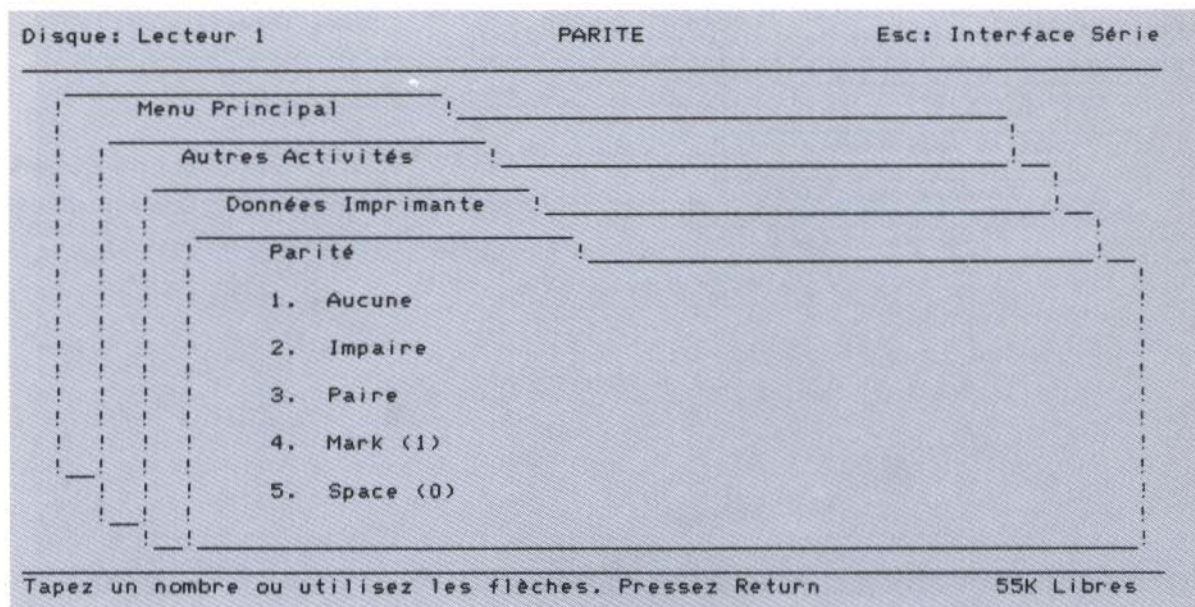 Disque: Lecteur 1 PARITE Esc: Interface Série
Menu Principal
Autres Activités
Données Imprimante
Parité
1. Aucune
2. Impaire
3. Paire
4. Mark (1)
5. Space (0)
Tapez un nombre ou utilisez les flèches. Pressez Return 55K Libres